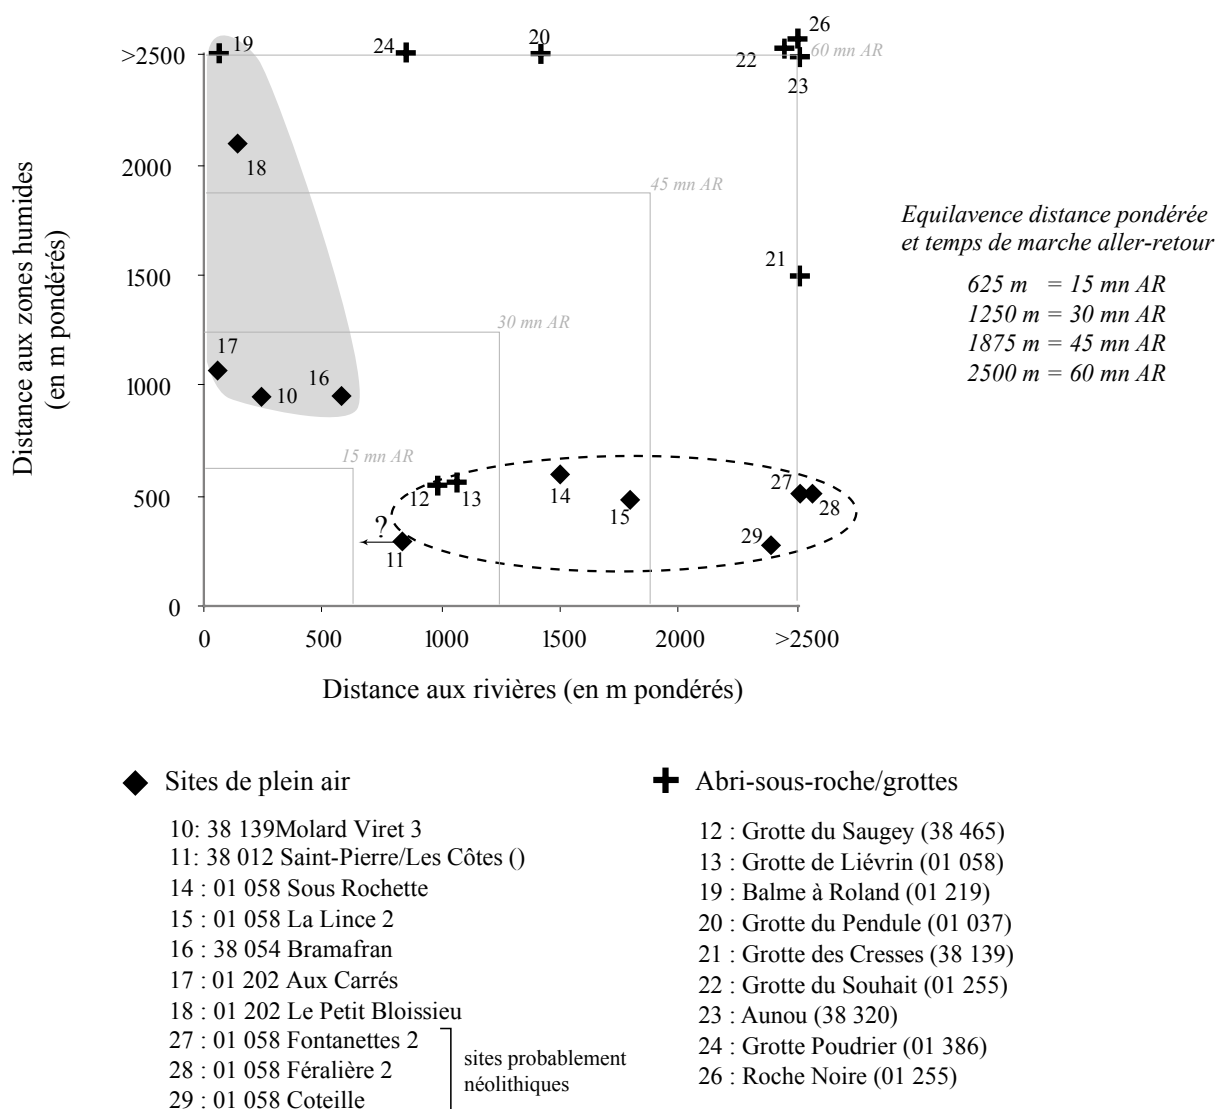 26
19
24
20
>2500
22
60 mn AR
23
18
2000
45 mn AR
Equilavence distance pondérée
et temps de marche aller-retour
21
1500
625 m = 15 mn AR
1250 m = 30 mn AR
1875 m = 45 mn AR
2500 m = 60 mn AR
30 mn AR
17
16
1000
10
15 mn AR
500
12
13
14
15
27
28
29
?
11
0
0
500
1000
1500
2000
>2500
Distance aux zones humides
(en m pondérés)
Distance aux rivières (en m pondérés)
Sites de plein air
10: 38 139Molard Viret 3
11: 38 012 Saint-Pierre/Les Côtes ()
14 : 01 058 Sous Rochette
15 : 01 058 La Lince 2
16 : 38 054 Bramafran
17 : 01 202 Aux Carrés
18 : 01 202 Le Petit Bloissieu
27 : 01 058 Fontanettes 2
28 : 01 058 Féralière 2
29 : 01 058 Coteille
sites probablement
néolithiques
Abri-sous-roche/grottes
12 : Grotte du Saugey (38 465)
13 : Grotte de Liévrin (01 058)
19 : Balme à Roland (01 219)
20 : Grotte du Pendule (01 037)
21 : Grotte des Cresses (38 139)
22 : Grotte du Souhait (01 255)
23 : Aunou (38 320)
24 : Grotte Poudrier (01 386)
26 : Roche Noire (01 255)